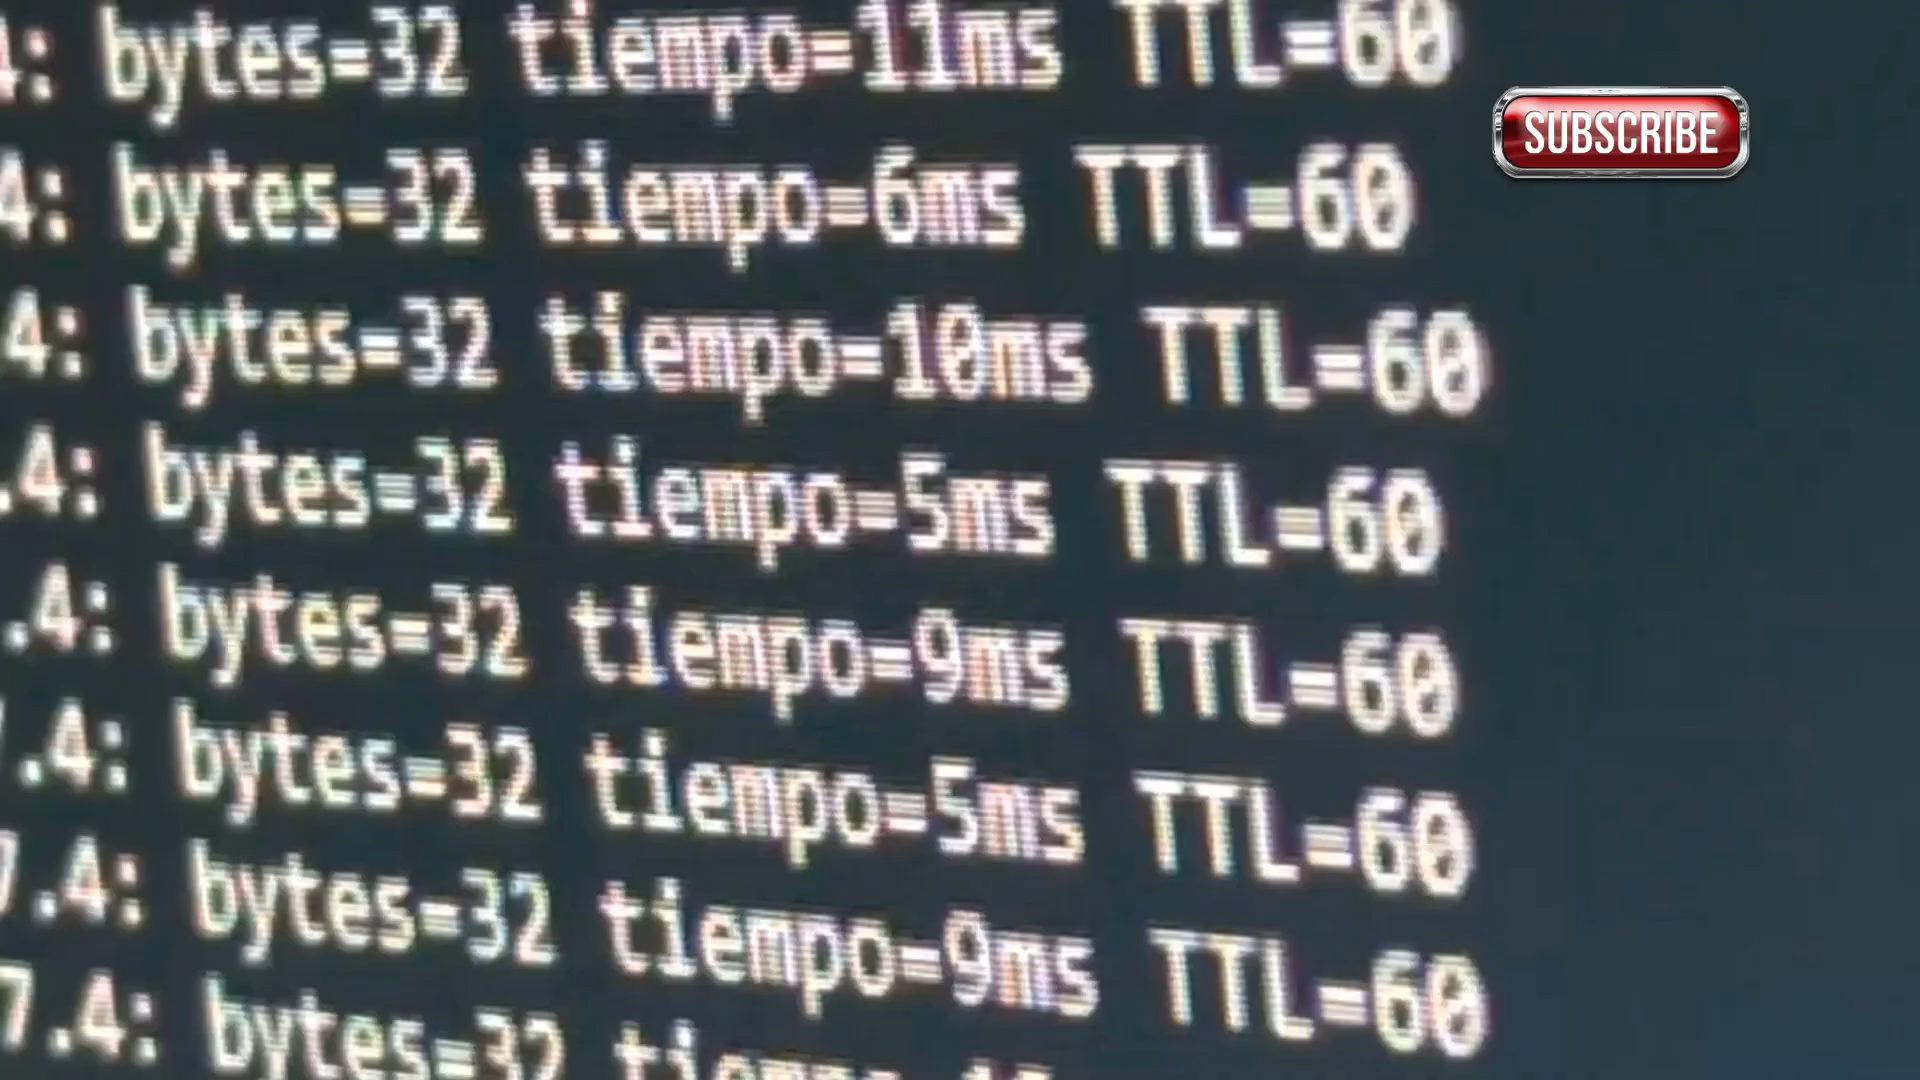 4: bytes=32 tiempo=11ms TTL=60
SUBSCRIBE
4: bytes=32 tiempo=6ms TTL=60
4: bytes=32 tiempo=10ms TTL=60
.4: bytes=32 tiempo=5ms TTL=60
.4: bytes=32 tiempo=9ms TTL=60
.4: bytes=32 tiempo=5ms TTL=60
7.4: bytes=32 tiempo=9ms TTL=60
7.4: bytes=32